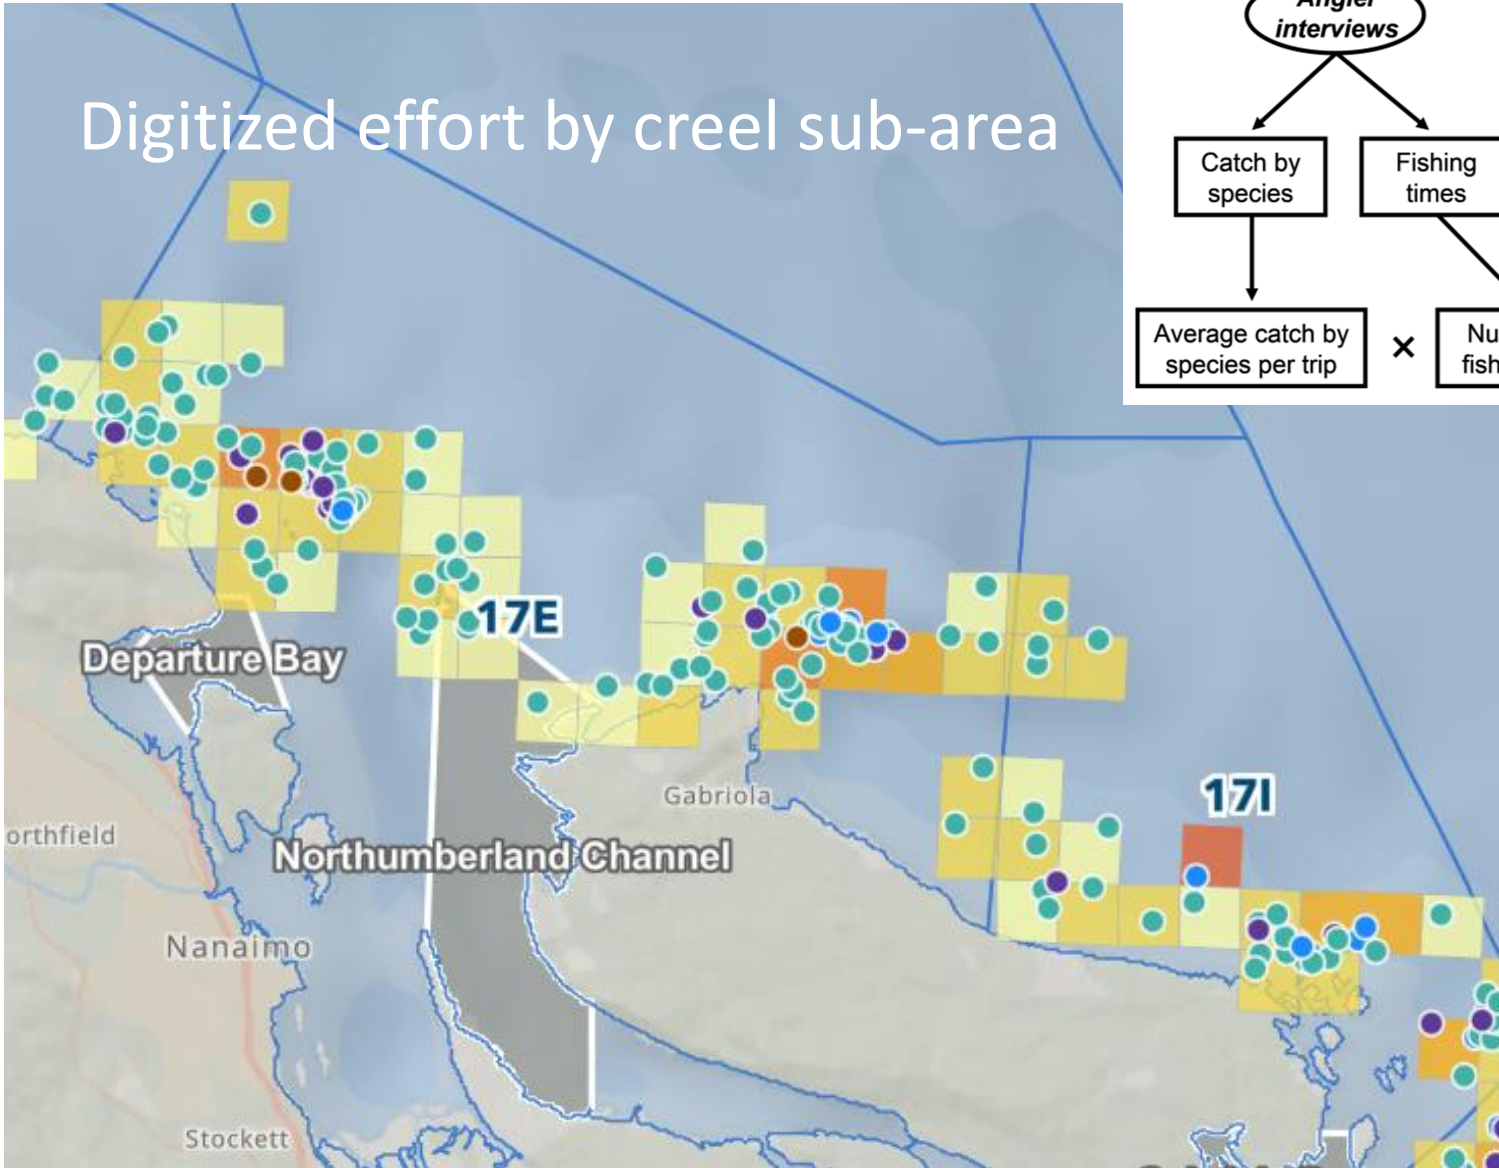 Digitized effort by creel sub-area
Angler
interviews
Catch by
species
Fishing
times
Average catch by
species per trip
×
17E
Departure Bay
Gabriola
17I
orthfield
Northumberland Channel
Nanaimo
Stockett